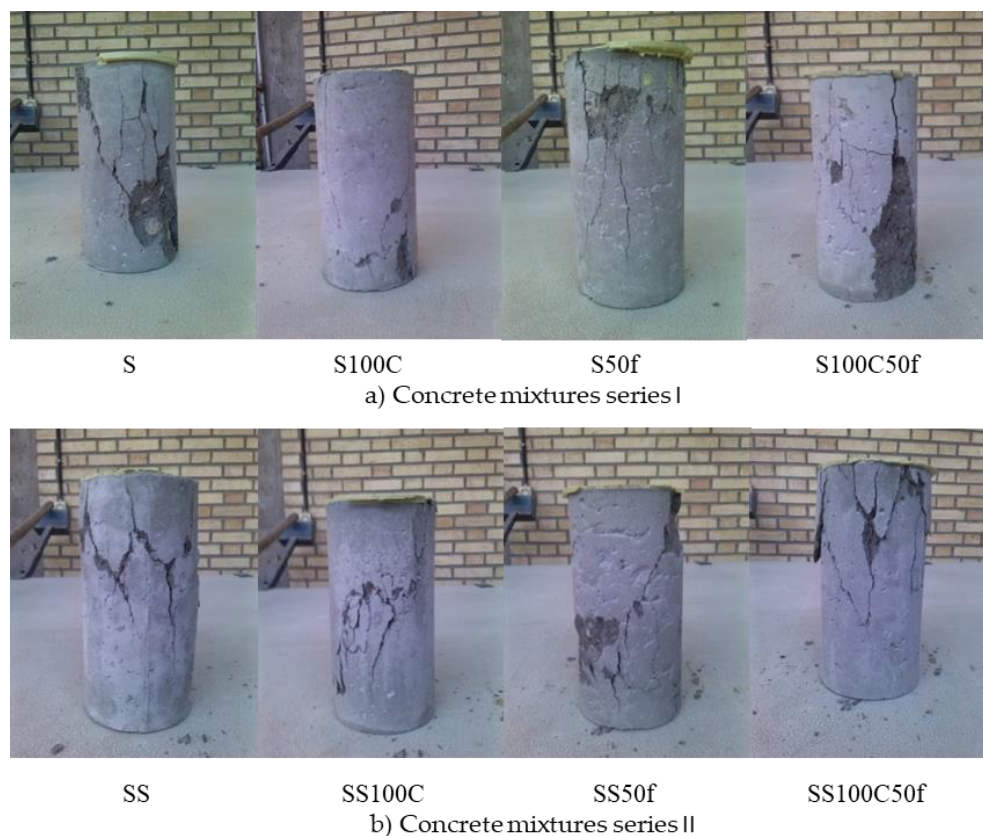 S S100C S50f S100C50f
a) Concrete mixtures series I
SS SS100C SS50f SS100C50f
b) Concrete mixtures series II